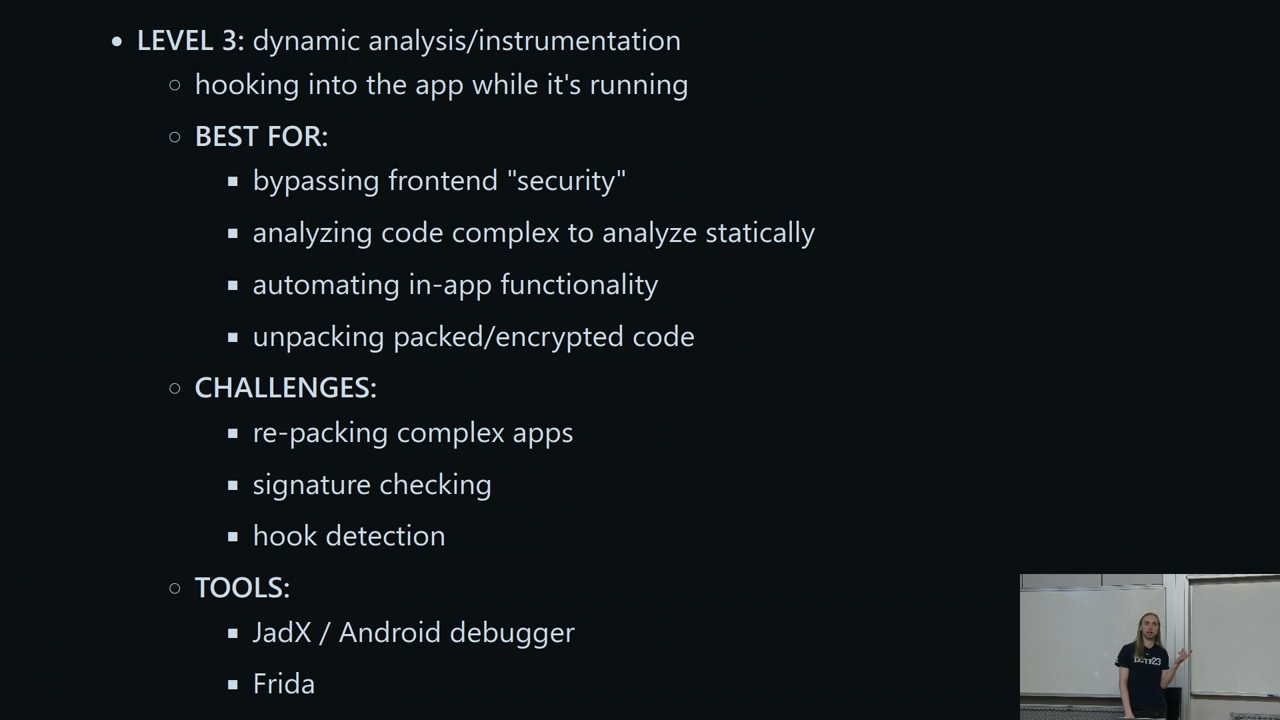 LEVEL 3: dynamic analysis/instrumentation
hooking into the app while it's running
BEST FOR:
bypassing frontend "security"
analyzing code complex to analyze statically
automating in-app functionality
unpacking packed/encrypted code
CHALLENGES:
re-packing complex apps
signature checking
hook detection
TOOLS:
JadX / Android debugger
Frida